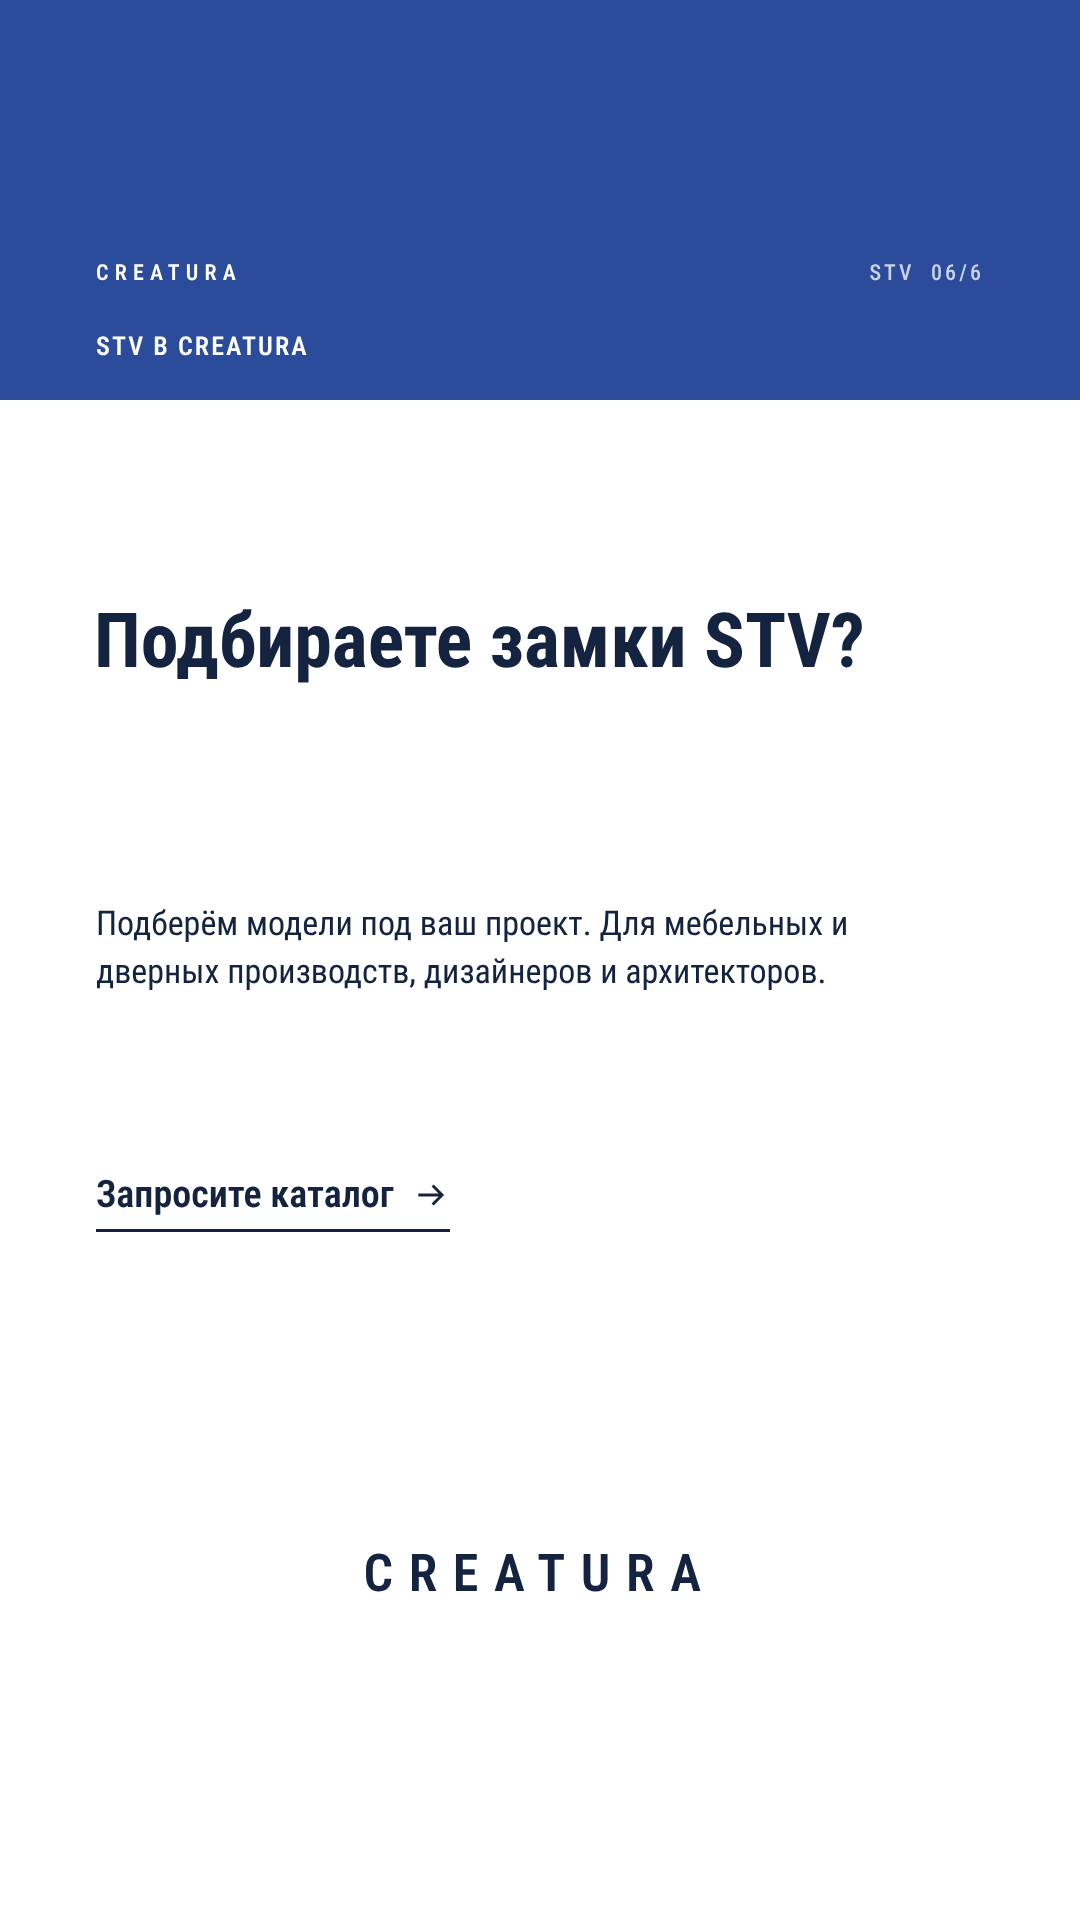 CREATURA
STV 06/6
STV В CREATURA
Подбираете замки STV?
Подберём модели под ваш проект. Для мебельных и
дверных производств, дизайнеров и архитекторов.
Запросите каталог →
CREATURA